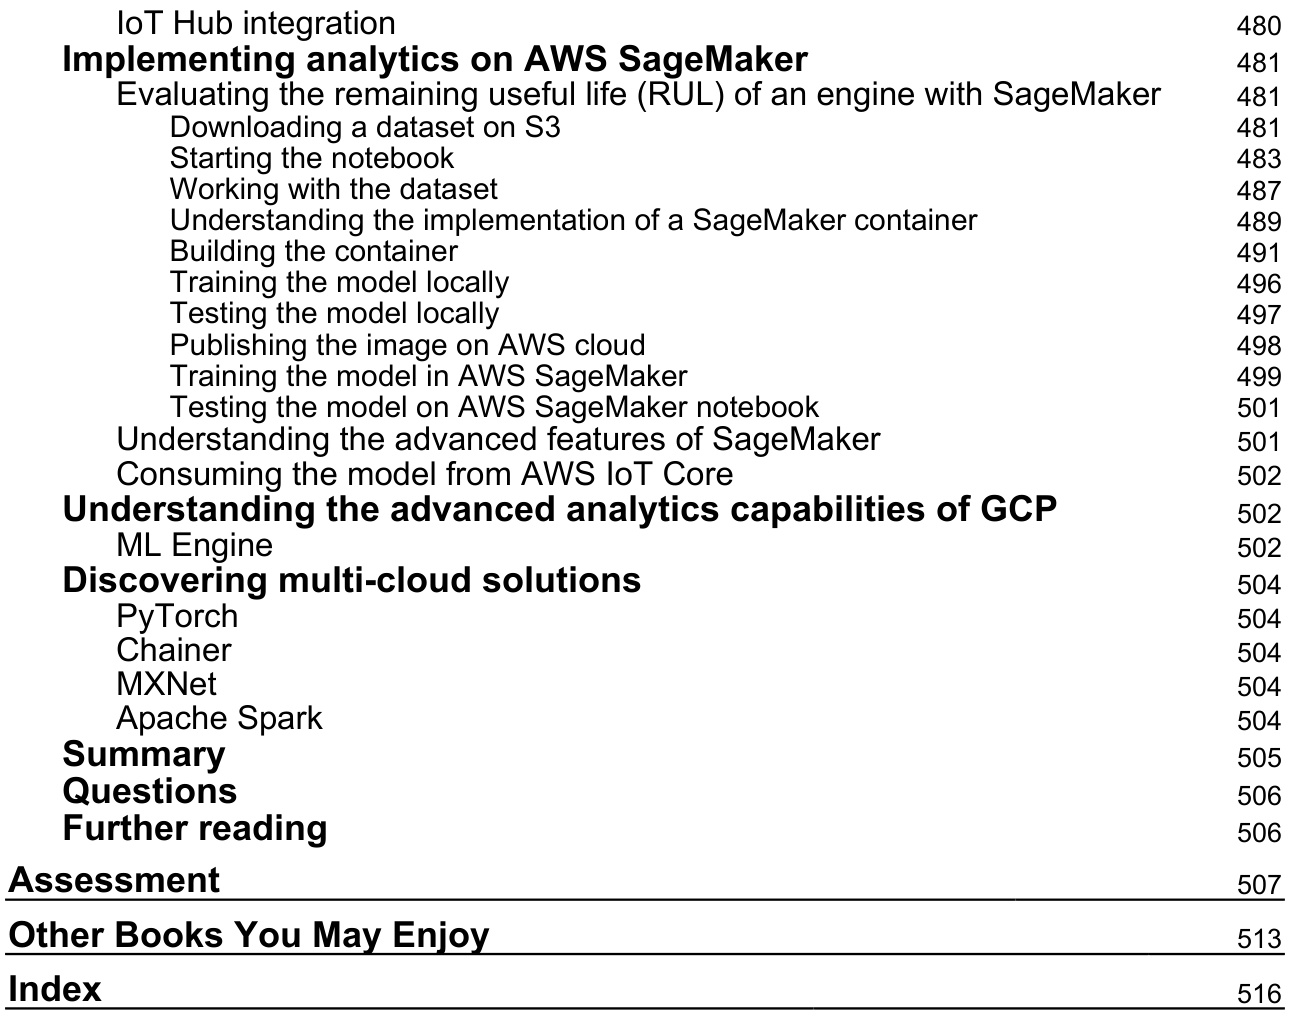 IoT Hub integration 480
Implementing analytics on AWS SageMaker 481
Evaluating the remaining useful life (RUL) of an engine with SageMaker 481
Downloading a dataset on S3 481
Starting the notebook 483
Working with the dataset 487
Understanding the implementation of a SageMaker container 489
Building the container 491
Training the model locally 496
Testing the model locally 497
Publishing the image on AWS cloud 498
Training the model in AWS SageMaker 499
Testing the model on AWS SageMaker notebook 501
Understanding the advanced features of SageMaker 501
Consuming the model from AWS IoT Core 502
Understanding the advanced analytics capabilities of GCP 502
ML Engine 502
Discovering multi-cloud solutions 504
PyTorch 504
Chainer 504
MXNet 504
Apache Spark 504
Summary 505
Questions 506
Further reading 506
Assessment 507
Other Books You May Enjoy 513
Index 516